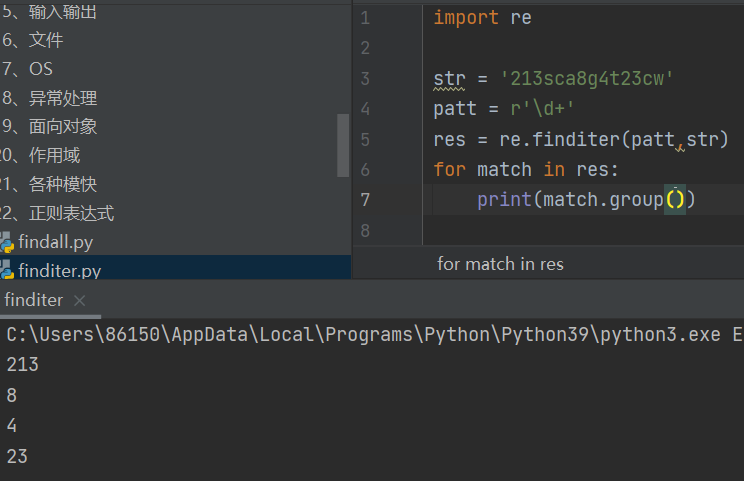 5、输入输出
6、文件
7、OS
8、异常处理
9、面向对象
20、作用域
21、各种模快
22、正则表达式
findall.py
finditer.py
1 import re
2
3 str = '213sca8g4t23cw'
4 patt = r'\d+'
5 res = re.finditer(patt,str)
6 for match in res:
7 print(match.group())
8
for match in res
finditer ×
C:\Users\86150\AppData\Local\Programs\Python\Python39\python3.exe E
213
8
4
23